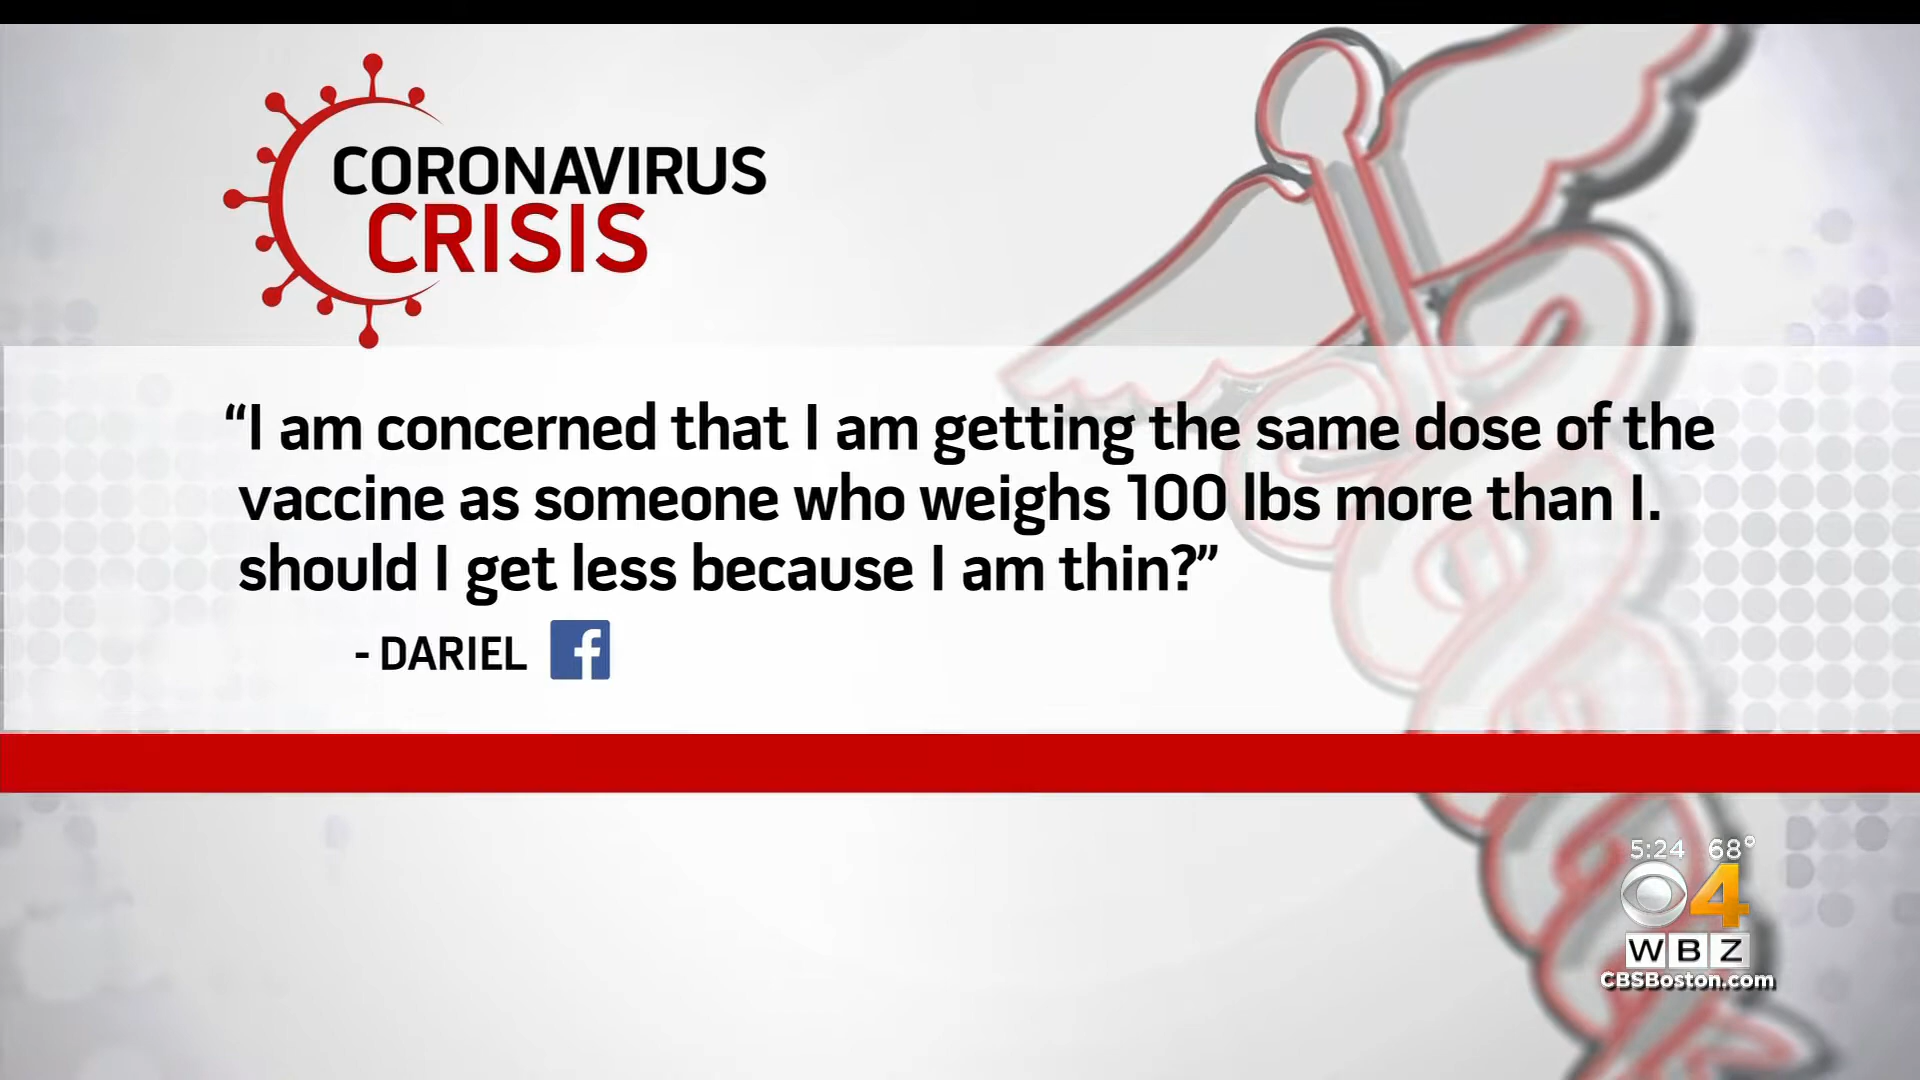 CORONAVIRUS
CRISIS
“I am concerned that I am getting the same dose of the
vaccine as someone who weighs 100 lbs more than I.
should I get less because I am thin?”
- DARIEL f
5:24 68°
4
WBZ
CBSBoston.com